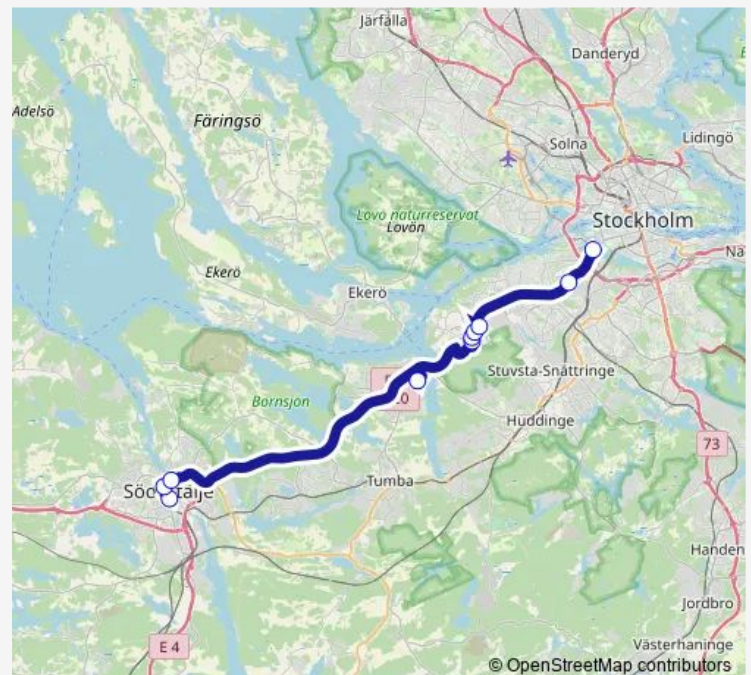 Järfälla
Danderyd
Adelsö
Färingsö
Solna
Lidingö
Lovö naturreservat
Lovön
Stockholm
Ekerö
Ekerö
Stuvsta-Snättringe
Bornsjön
Huddinge
73
Tumba
Handen
Jordbro
E 4
Västerhaninge
© OpenStreetMap contributors